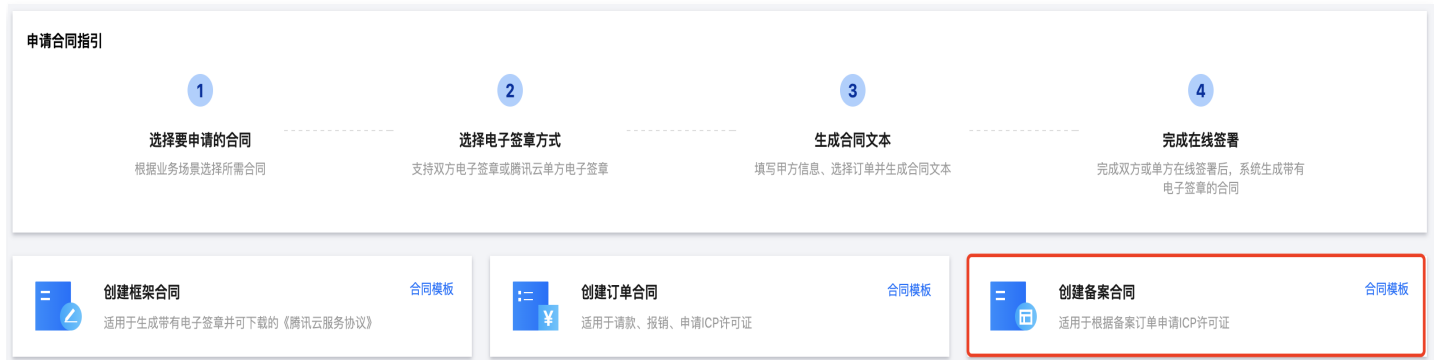 申请合同指引
1
2
3
4
选择要申请的合同
选择电子签章方式
生成合同文本
完成在线签署
根据业务场景选择所需合同
支持双方电子签章或腾讯云单方电子签章
填写甲方信息、选择订单并生成合同文本
完成双方或单方在线签署后，系统生成带有
电子签章的合同
创建框架合同
合同模板
适用于生成带有电子签章并可下载的《腾讯云服务协议》
创建订单合同
合同模板
适用于请款、报销、申请ICP许可证
创建备案合同
合同模板
适用于根据备案订单申请ICP许可证